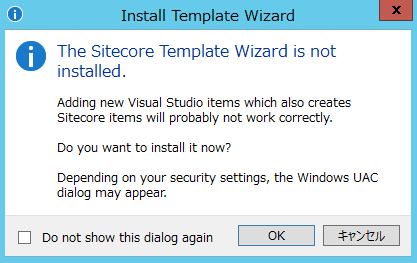 Install Template Wizard
x
The Sitecore Template Wizard is not
installed.
Adding new Visual Studio items which also creates
Sitecore items will probably not work correctly.
Do you want to install it now?
Depending on your security settings, the Windows UAC
dialog may appear.
Do not show this dialog again
OK
キャンセル